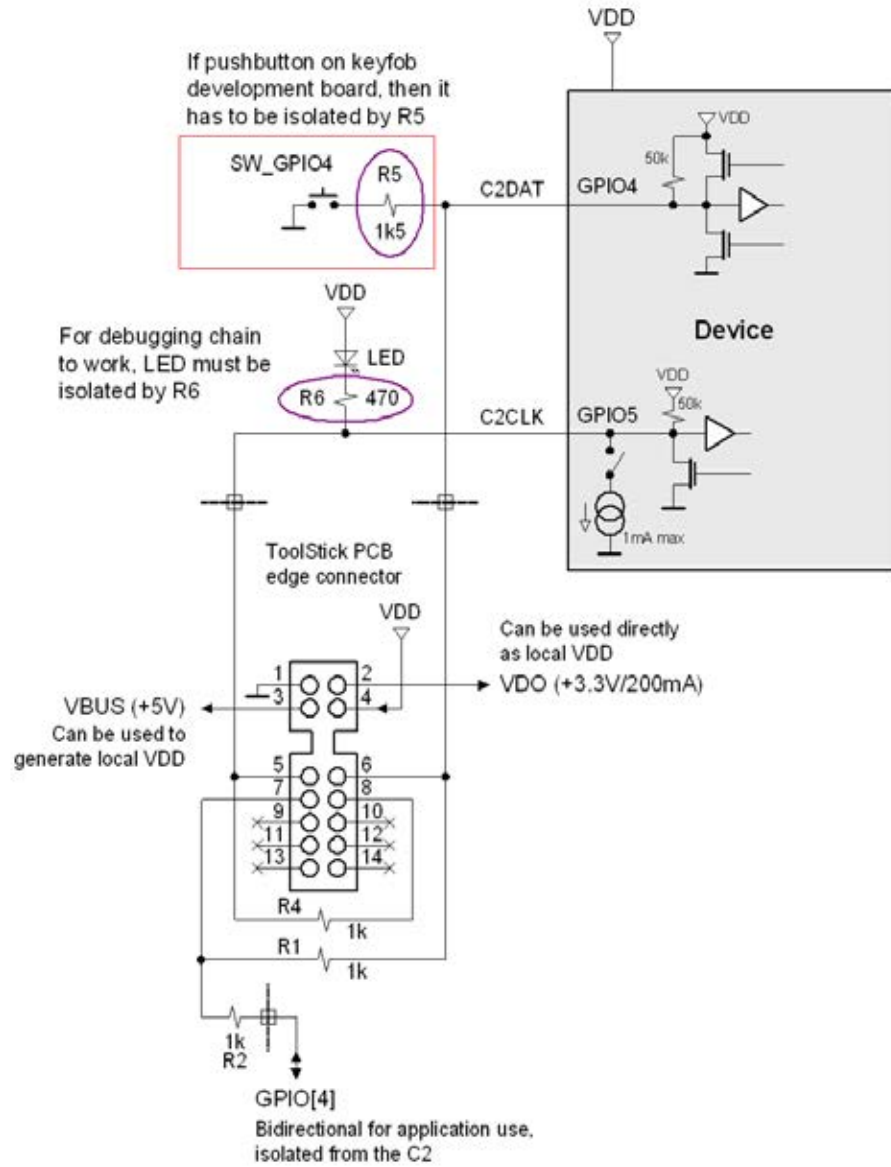 VDD
If pushbutton on keyfob
development board, then it
has to be isolated by R5
SW_GPIO4
R5
1k5
C2DAT
GPIO4
VDD
50k
Device
VDD
For debugging chain
to work, LED must be
isolated by R6
LED
R6
470
C2CLK
GPIO5
VDD
50k
1mA max
ToolStick PCB
edge connector
VDD
Can be used directly
as local VDD
VDO (+3.3V/200mA)
VBUS (+5V)
Can be used to
generate local VDD
1
2
3
4
5
6
7
8
9
10
11
12
13
14
R4
1k
R1
1k
1k
R2
GPIO[4]
Bidirectional for application use,
isolated from the C2